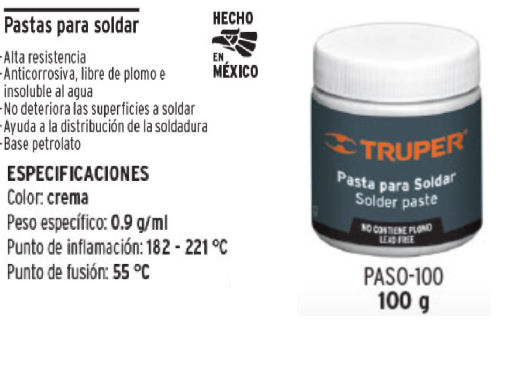 Pastas para soldar
HECHO
EN
MÉXICO
-Alta resistencia
-Anticorrosiva, libre de plomo e
insoluble al agua
-No deteriora las superficies a soldar
-Ayuda a la distribución de la soldadura
-Base petrolato
ESPECIFICACIONES
Color: crema
Peso específico: 0.9 g/ml
Punto de inflamación: 182 - 221 °C
Punto de fusión: 55 °C
TRUPER®
Pasta para Soldar
Solder paste
NO CONTIENE PLOMO
LEAD FREE
PASO-100
100 g